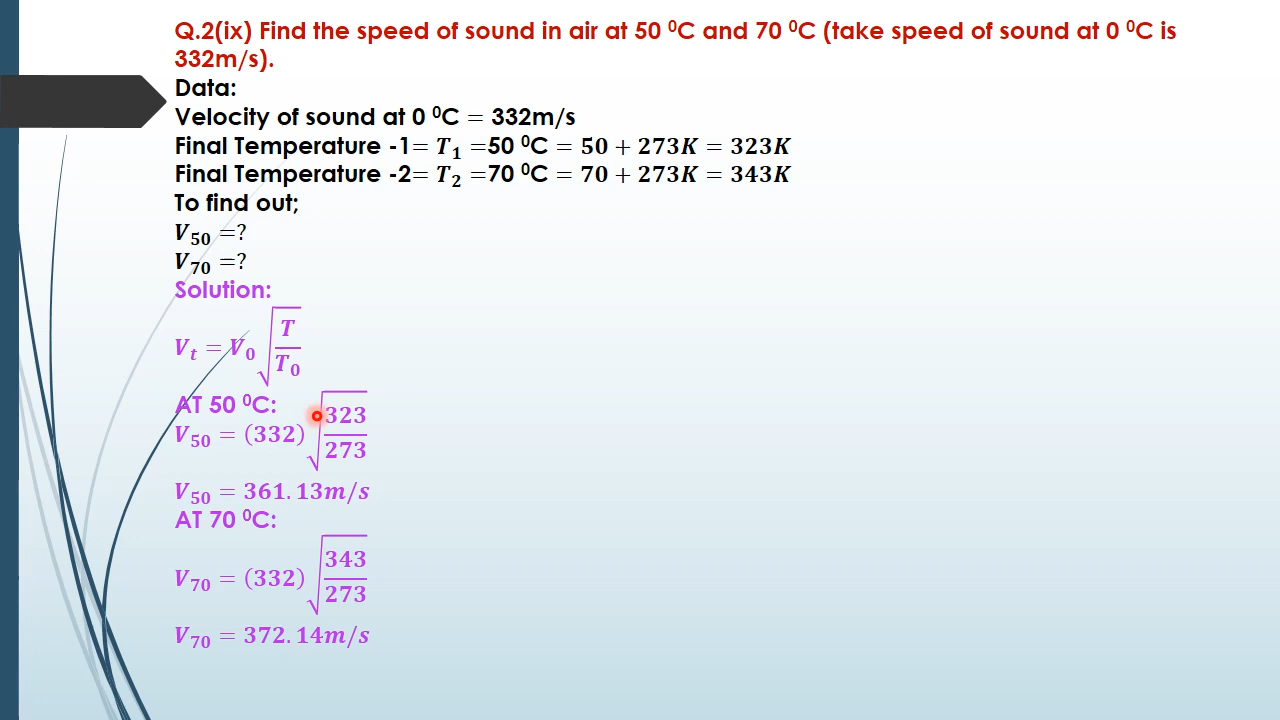 Q.2(ix) Find the speed of sound in air at 50 ⁰C and 70 ⁰C (take speed of sound at 0 ⁰C is
332m/s).
Data:
Velocity of sound at 0 ⁰C = 332m/s
Final Temperature -1= T₁ =50 ⁰C = 50 + 273K = 323K
Final Temperature -2= T₂ =70 ⁰C = 70 + 273K = 343K
To find out;
V₅₀ =?
V₇₀ =?
Solution:
Vₜ = V₀ √(T/T₀)
AT 50 ⁰C:
V₅₀ = (332) √(323/273)
V₅₀ = 361.13m/s
AT 70 ⁰C:
V₇₀ = (332) √(343/273)
V₇₀ = 372.14m/s